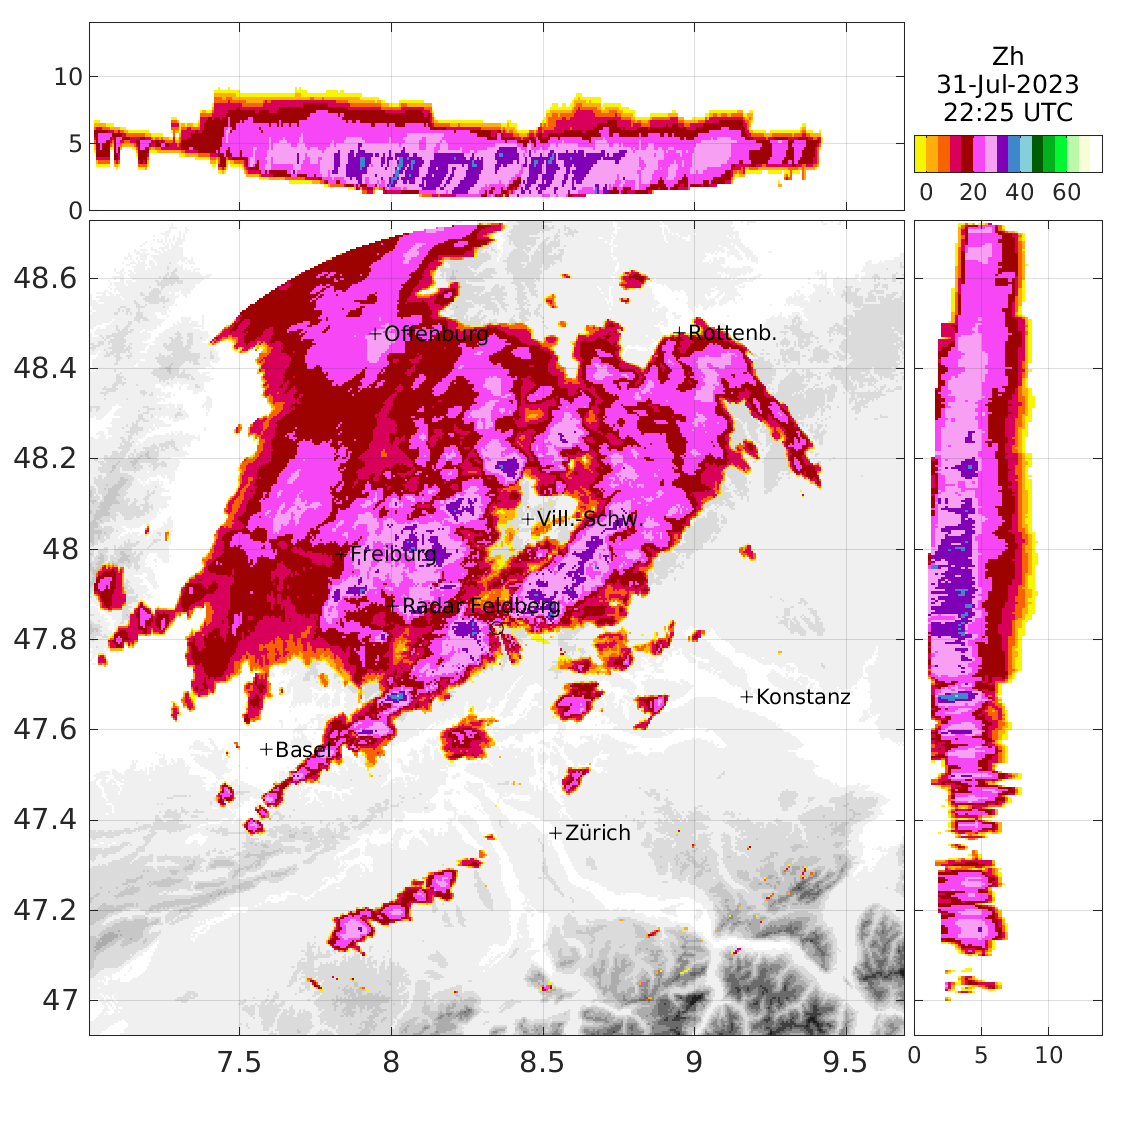 Zh
31-Jul-2023
22:25 UTC
0 20 40 60
10
5
0
48.6
48.4
48.2
48
47.8
47.6
47.4
47.2
47
+Offenburg
+Rottenb.
+Vill.-Schw.
+Freiburg
+Radar Feldberg
+Konstanz
+Basel
+Zürich
7.5 8 8.5 9 9.5
0 5 10